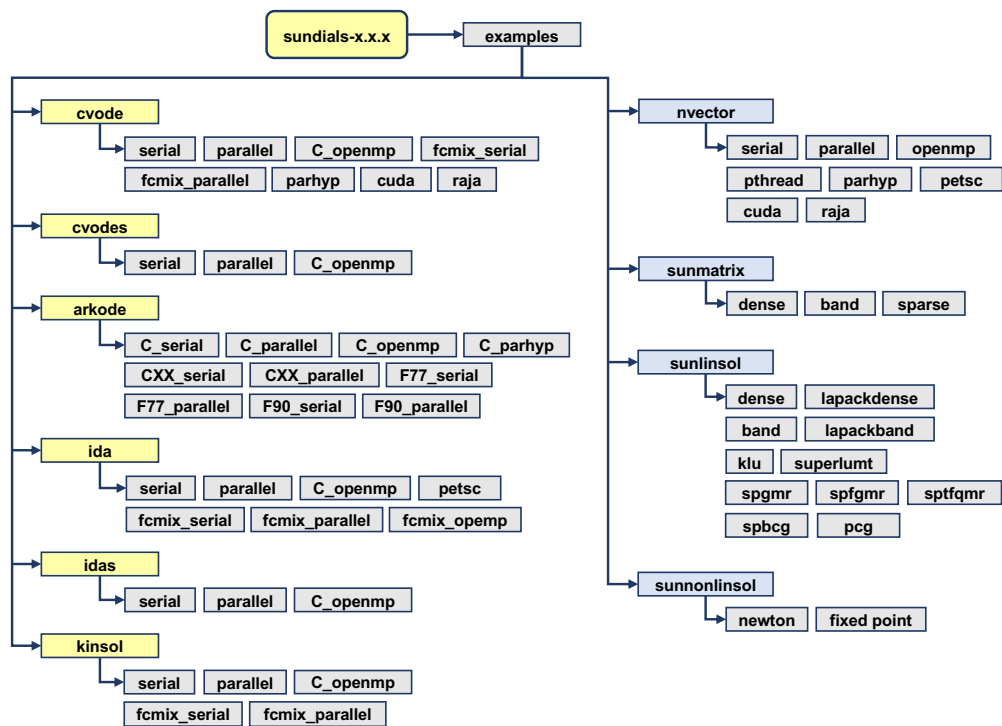 sundials-x.x.x examples
cvode
serial parallel C_openmp fcmix_serial
fcmix_parallel parhyp cuda raja
cvodes
serial parallel C_openmp
arkode
C_serial C_parallel C_openmp C_parhyp
CXX_serial CXX_parallel F77_serial
F77_parallel F90_serial F90_parallel
ida
serial parallel C_openmp petsc
fcmix_serial fcmix_parallel fcmix_opemp
idas
serial parallel C_openmp
kinsol
serial parallel C_openmp
fcmix_serial fcmix_parallel
nvector
serial parallel openmp
pthread parhyp petsc
cuda raja
sunmatrix
dense band sparse
sunlinsol
dense lapackdense
band lapackband
klu superlumt
spgmr spfgmr sptfqmr
spbcg pcg
sunnonlinsol
newton fixed point